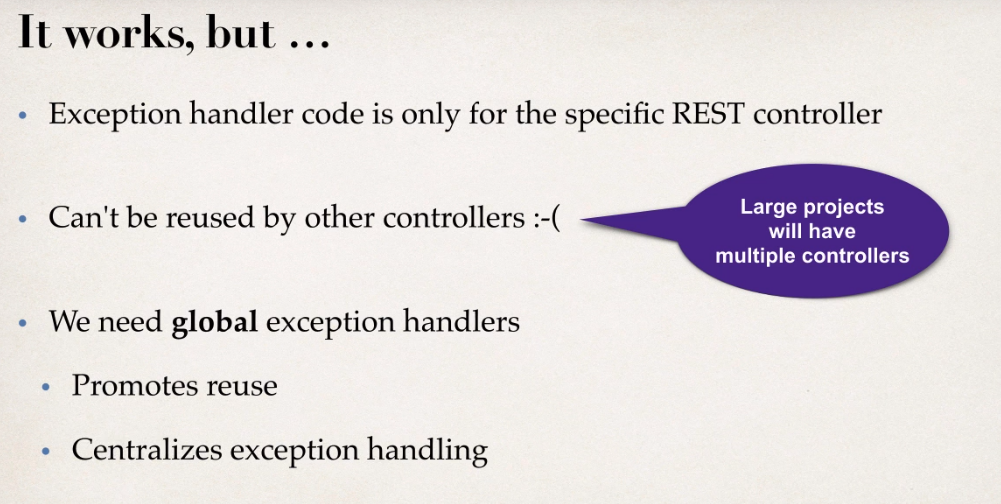 It works, but …
• Exception handler code is only for the specific REST controller
• Can't be reused by other controllers :-(
Large projects
will have
multiple controllers
• We need global exception handlers
• Promotes reuse
• Centralizes exception handling